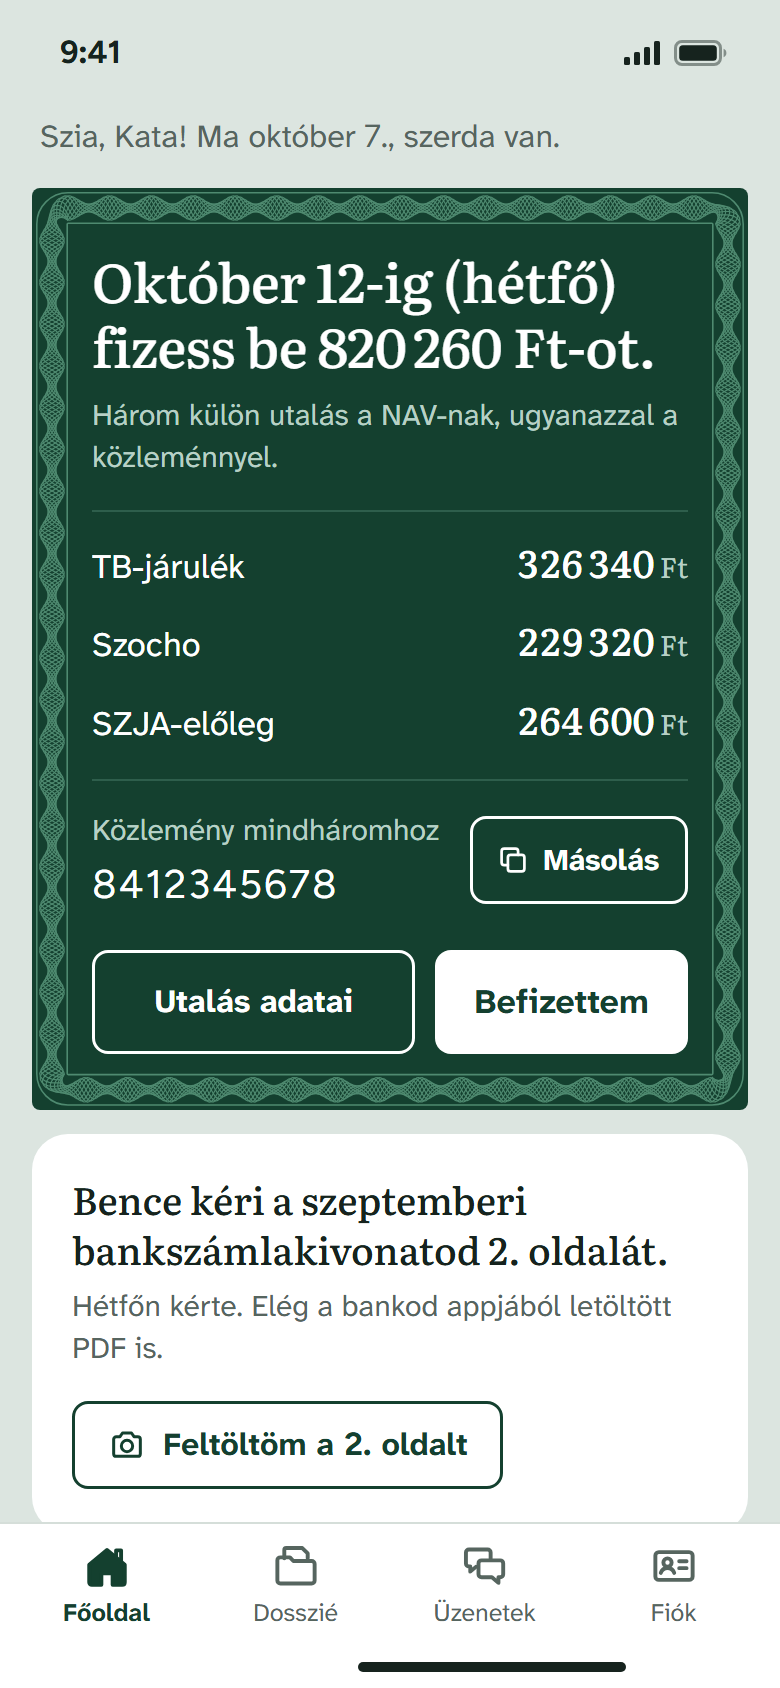 9:41
Szia, Kata! Ma október 7., szerda van.
Október 12-ig (hétfő)
fizess be 820 260 Ft-ot.
Három külön utalás a NAV-nak, ugyanazzal a
közleménnyel.
TB-járulék 326 340 Ft
Szocho 229 320 Ft
SZJA-előleg 264 600 Ft
Közlemény mindháromhoz
8412345678
Másolás
Utalás adatai
Befizettem
Bence kéri a szeptemberi
bankszámlakivonatod 2. oldalát.
Hétfőn kérte. Elég a bankod appjából letöltött
PDF is.
Feltöltöm a 2. oldalt
Főoldal
Dosszié
Üzenetek
Fiók